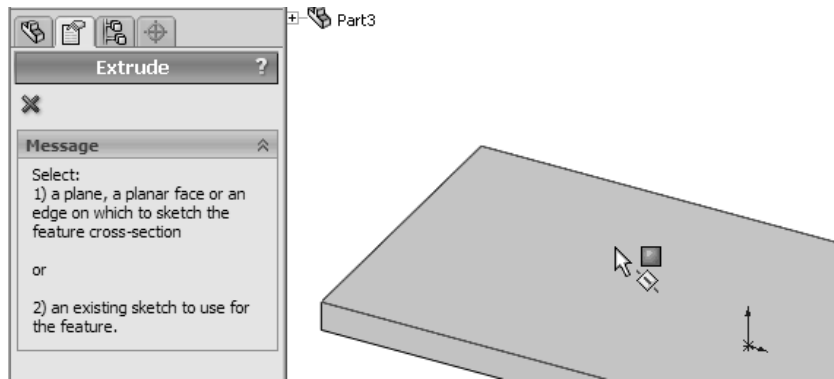 Part3
Extrude ?
Message
Select:
1) a plane, a planar face or an
edge on which to sketch the
feature cross-section
or
2) an existing sketch to use for
the feature.